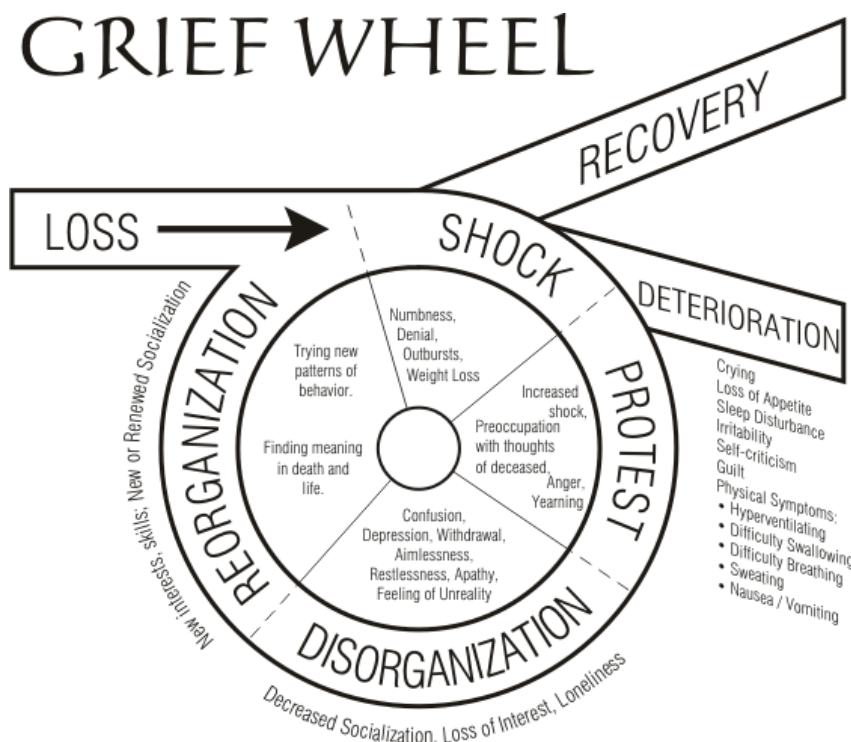 GRIEF WHEEL
RECOVERY
LOSS
SHOCK
DETERIORATION
PROTEST
DISORGANIZATION
REORGANIZATION
Numbness,
Denial,
Outbursts,
Weight Loss
Increased
shock,
Preoccupation
with thoughts
of deceased,
Anger,
Yearning
Confusion,
Depression, Withdrawal,
Aimlessness,
Restlessness, Apathy,
Feeling of Unreality
Trying new
patterns of
behavior.
Finding meaning
in death and
life.
Crying
Loss of Appetite
Sleep Disturbance
Irritability
Self-criticism
Guilt
Physical Symptoms:
• Hyperventilating
• Difficulty Swallowing
• Difficulty Breathing
• Sweating
• Nausea / Vomiting
Decreased Socialization, Loss of Interest, Loneliness
New interests, skills; New or Renewed Socialization